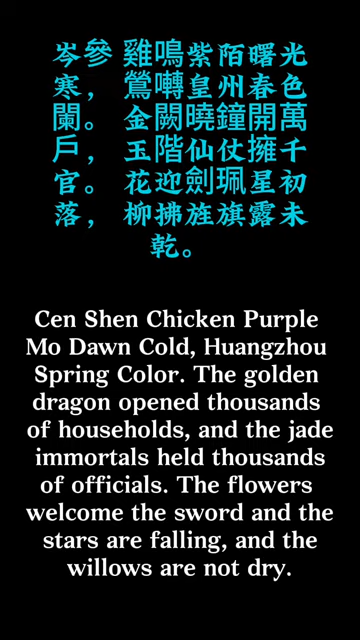 岑參 雞鳴紫陌曙光
寒， 鶯囀皇州春色
闌。 金闕曉鐘開萬
戶， 玉階仙仗擁千
官。 花迎劍珮星初
落， 柳拂旌旗露未
乾。
Cen Shen Chicken Purple
Mo Dawn Cold, Huangzhou
Spring Color. The golden
dragon opened thousands
of households, and the jade
immortals held thousands
of officials. The flowers
welcome the sword and the
stars are falling, and the
willows are not dry.